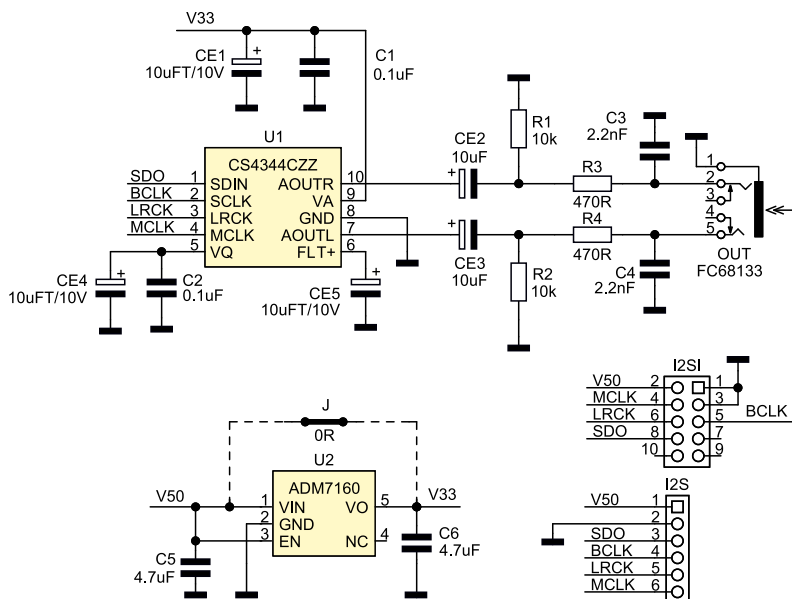 V33
CE1
10uFT/10V
C1
0.1uF
U1
CS4344CZZ
SDO 1 SDIN AOUTR 10
BCLK 2 SCLK VA 9
LRCK 3 LRCK GND 8
MCLK 4 MCLK AOUTL 7
5 VQ FLT+ 6
CE4
10uFT/10V
C2
0.1uF
CE5
10uFT/10V
CE2
10uF
R1
10k
R3
470R
C3
2.2nF
CE3
10uF
R2
10k
R4
470R
C4
2.2nF
1
2
3
4
5
OUT
FC68133
J
0R
U2
ADM7160
V50 1 VIN VO 5 V33
2 GND
3 EN NC 4
C5
4.7uF
C6
4.7uF
I2SI
V50 2 1
MCLK 4 3
LRCK 6 5 BCLK
SDO 8 7
10 9
I2S
V50 1
2
SDO 3
BCLK 4
LRCK 5
MCLK 6